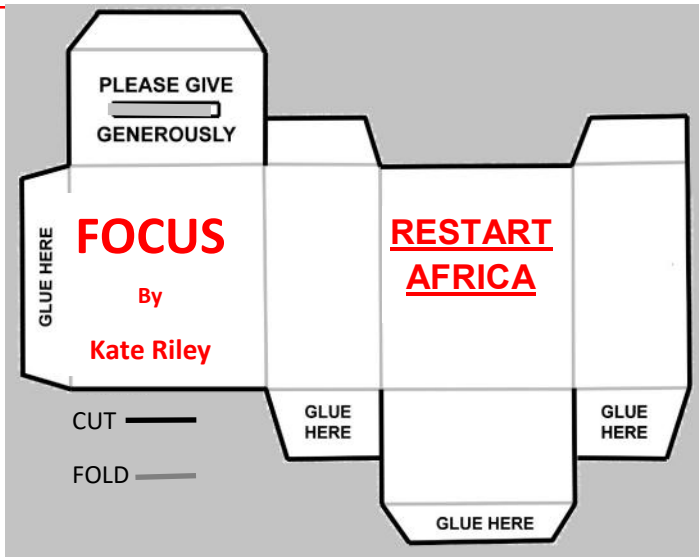 PLEASE GIVE
GENEROUSLY
GLUE HERE
FOCUS
By
Kate Riley
RESTART
AFRICA
CUT
FOLD
GLUE
HERE
GLUE
HERE
GLUE HERE